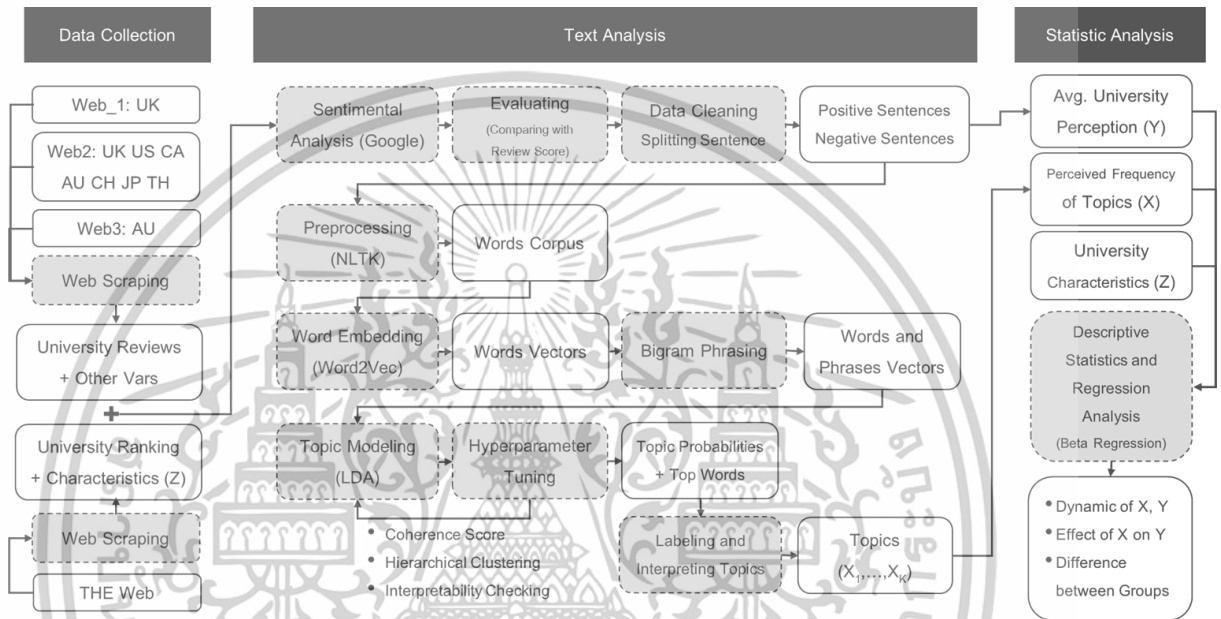 Data Collection
Web_1: UK
Web2: UK US CA
AU CH JP TH
Web3: AU
Web Scraping
University Reviews
+ Other Vars
+
University Ranking
+ Characteristics (Z)
Web Scraping
THE Web
Text Analysis
Sentimental
Analysis (Google)
Evaluating
(Comparing with
Review Score)
Data Cleaning
Splitting Sentence
Positive Sentences
Negative Sentences
Preprocessing
(NLTK)
Words Corpus
Word Embedding
(Word2Vec)
Words Vectors
Bigram Phrasing
Words and
Phrases Vectors
Topic Modeling
(LDA)
Hyperparameter
Tuning
Topic Probabilities
+ Top Words
• Coherence Score
• Hierarchical Clustering
• Interpretability Checking
Labeling and
Interpreting Topics
Topics
(X₁,...,X_K)
Statistic Analysis
Avg. University
Perception (Y)
Perceived Frequency
of Topics (X)
University
Characteristics (Z)
Descriptive
Statistics and
Regression
Analysis
(Beta Regression)
• Dynamic of X, Y
• Effect of X on Y
• Difference
between Groups